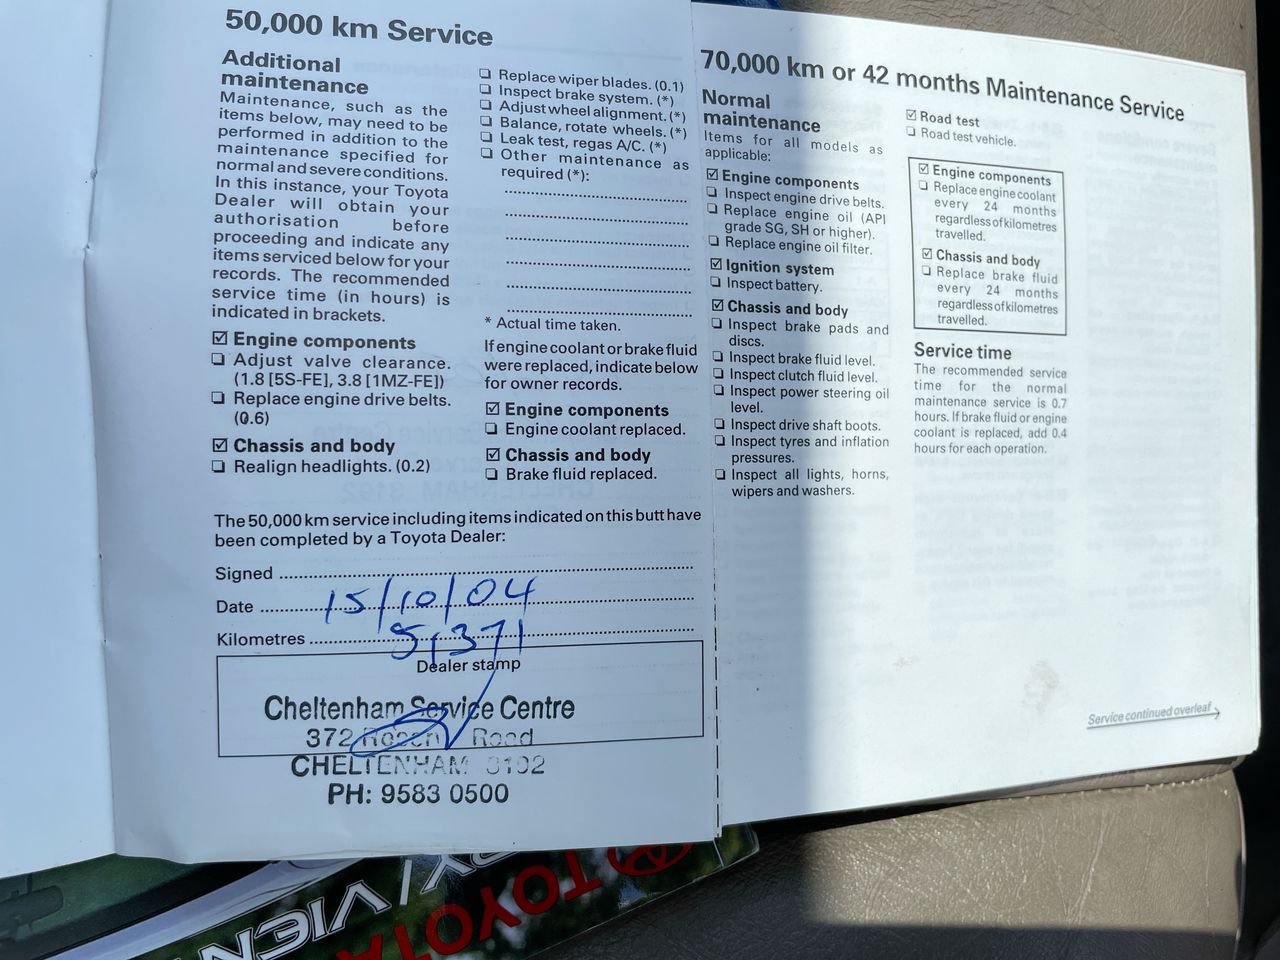 50,000 km Service
Additional
maintenance
Maintenance, such as the
items below, may need to be
performed in addition to the
maintenance specified for
normal and severe conditions.
In this instance, your Toyota
Dealer will obtain your
authorisation before
proceeding and indicate any
items serviced below for your
records. The recommended
service time (in hours) is
indicated in brackets.
☑ Engine components
❏ Adjust valve clearance.
(1.8 [5S-FE], 3.8 [1MZ-FE])
❏ Replace engine drive belts.
(0.6)
☑ Chassis and body
❏ Realign headlights. (0.2)
❏ Replace wiper blades. (0.1)
❏ Inspect brake system. (*)
❏ Adjust wheel alignment. (*)
❏ Balance, rotate wheels. (*)
❏ Leak test, regas A/C. (*)
❏ Other maintenance as
required (*):
* Actual time taken.
If engine coolant or brake fluid
were replaced, indicate below
for owner records.
☑ Engine components
❏ Engine coolant replaced.
☑ Chassis and body
❏ Brake fluid replaced.
The 50,000 km service including items indicated on this butt have
been completed by a Toyota Dealer:
Signed
Date 15/10/04
Kilometres 51371
Dealer stamp
Cheltenham Service Centre
372 Road
CHELTENHAM 3192
PH: 9583 0500
70,000 km or 42 months Maintenance Service
Normal
maintenance
Items for all models as
applicable:
☑ Engine components
❏ Inspect engine drive belts.
❏ Replace engine oil (API
grade SG, SH or higher).
❏ Replace engine oil filter.
☑ Ignition system
❏ Inspect battery.
☑ Chassis and body
❏ Inspect brake pads and
discs.
❏ Inspect brake fluid level.
❏ Inspect clutch fluid level.
❏ Inspect power steering oil
level.
❏ Inspect drive shaft boots.
❏ Inspect tyres and inflation
pressures.
❏ Inspect all lights, horns,
wipers and washers.
☑ Road test
❏ Road test vehicle.
☑ Engine components
❏ Replace engine coolant
every 24 months
regardless of kilometres
travelled.
☑ Chassis and body
❏ Replace brake fluid
every 24 months
regardless of kilometres
travelled.
Service time
The recommended service
time for the normal
maintenance service is 0.7
hours. If brake fluid or engine
coolant is replaced, add 0.4
hours for each operation.
Service continued overleaf
TOYOTA